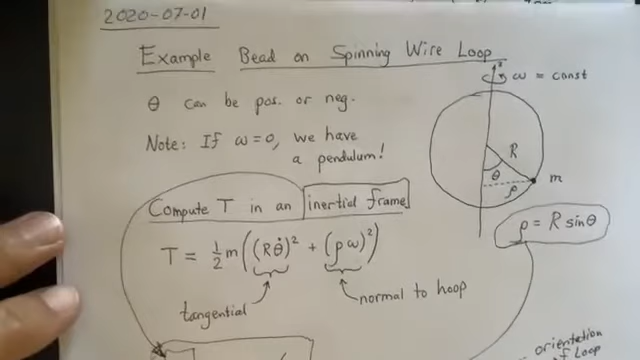 2020-07-01
Example Bead on Spinning Wire Loop
ω = const
θ can be pos. or neg.
Note: If ω=0, we have
a pendulum!
R
θ
m
ρ
Compute T in an inertial frame
ρ = R sinθ
T = ½m((Rθ̇)² + (ρω)²)
tangential
normal to hoop
orientation
of loop